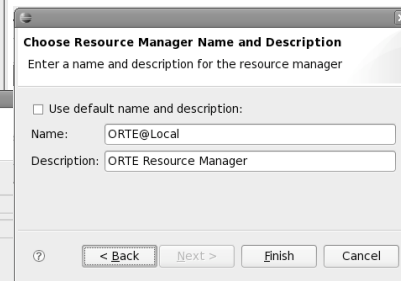 Choose Resource Manager Name and Description
Enter a name and description for the resource manager
Use default name and description:
Name: ORTE@Local
Description: ORTE Resource Manager
? < Back Next > Finish Cancel